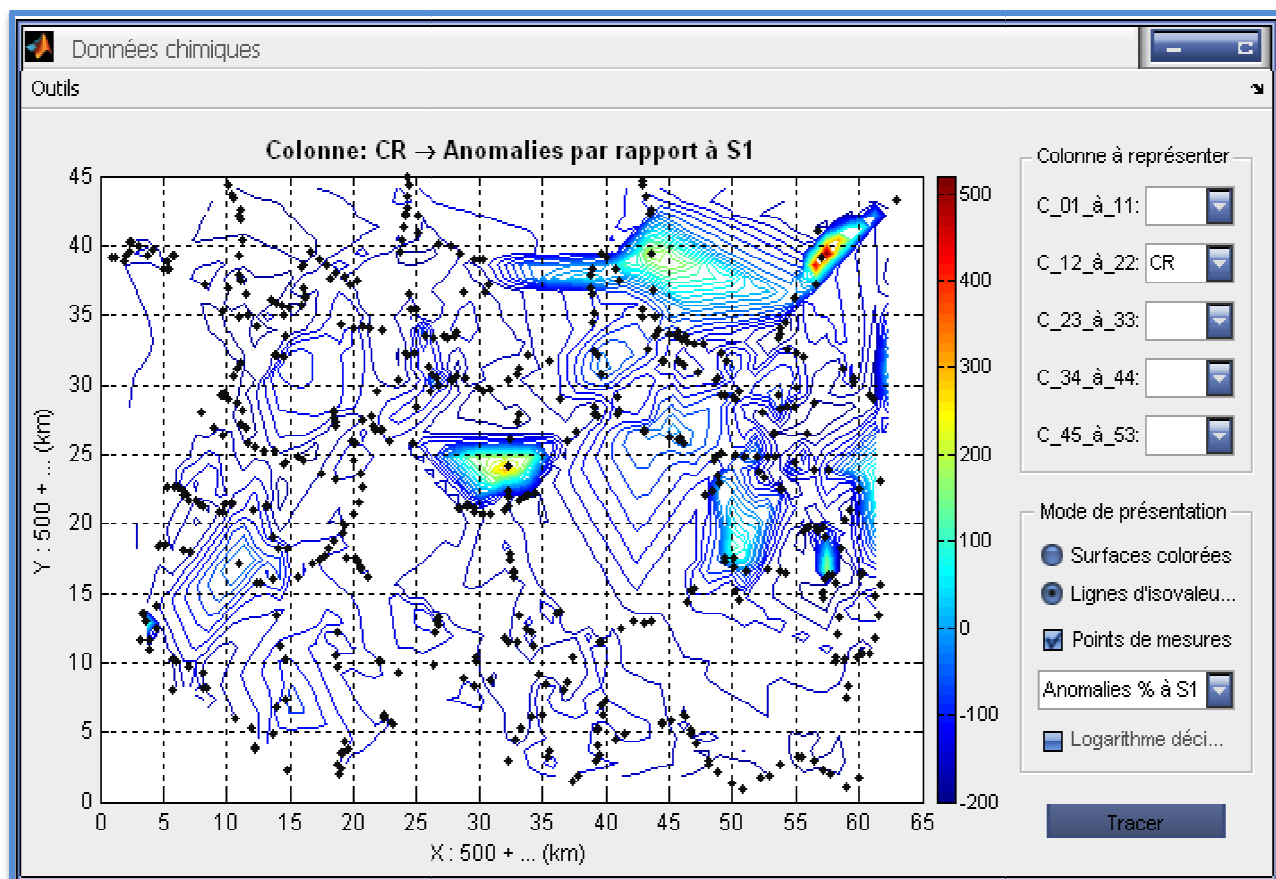 Données chimiques
Outils
Colonne: CR → Anomalies par rapport à S1
45
40
35
30
25
20
15
10
5
0
Y : 500 + ... (km)
0 5 10 15 20 25 30 35 40 45 50 55 60 65
X : 500 + ... (km)
500
400
300
200
100
0
-100
-200
Colonne à représenter
C_01_à_11:
C_12_à_22: CR
C_23_à_33:
C_34_à_44:
C_45_à_53:
Mode de présentation
Surfaces colorées
Lignes d'isovaleu...
Points de mesures
Anomalies % à S1
Logarithme déci...
Tracer